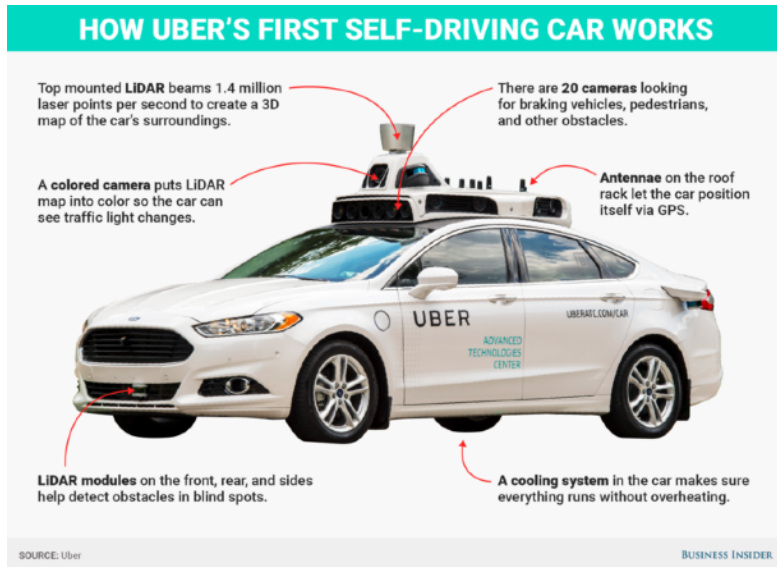 HOW UBER'S FIRST SELF-DRIVING CAR WORKS
Top mounted LiDAR beams 1.4 million
laser points per second to create a 3D
map of the car's surroundings.
There are 20 cameras looking
for braking vehicles, pedestrians,
and other obstacles.
A colored camera puts LiDAR
map into color so the car can
see traffic light changes.
Antennae on the roof
rack let the car position
itself via GPS.
UBER
ADVANCED
TECHNOLOGIES
CENTER
UBERATC.COM/CAR
LiDAR modules on the front, rear, and sides
help detect obstacles in blind spots.
A cooling system in the car makes sure
everything runs without overheating.
SOURCE: Uber
BUSINESS INSIDER